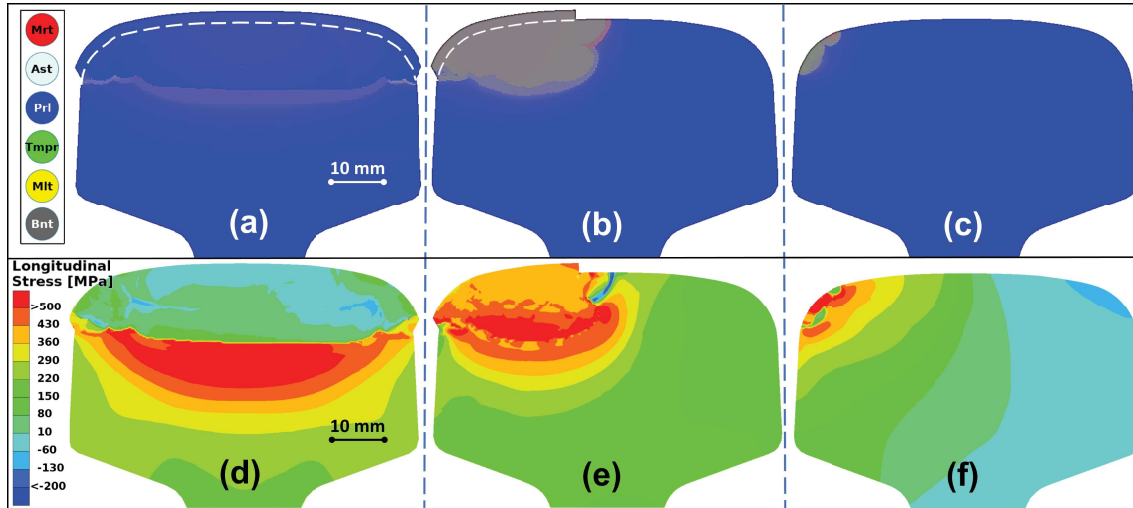 Mrt
Ast
Prl
Tmpr
Mlt
Bnt
10 mm
(a)
(b)
(c)
Longitudinal
Stress [MPa]
>500
430
360
290
220
150
80
10
-60
-130
<-200
10 mm
(d)
(e)
(f)